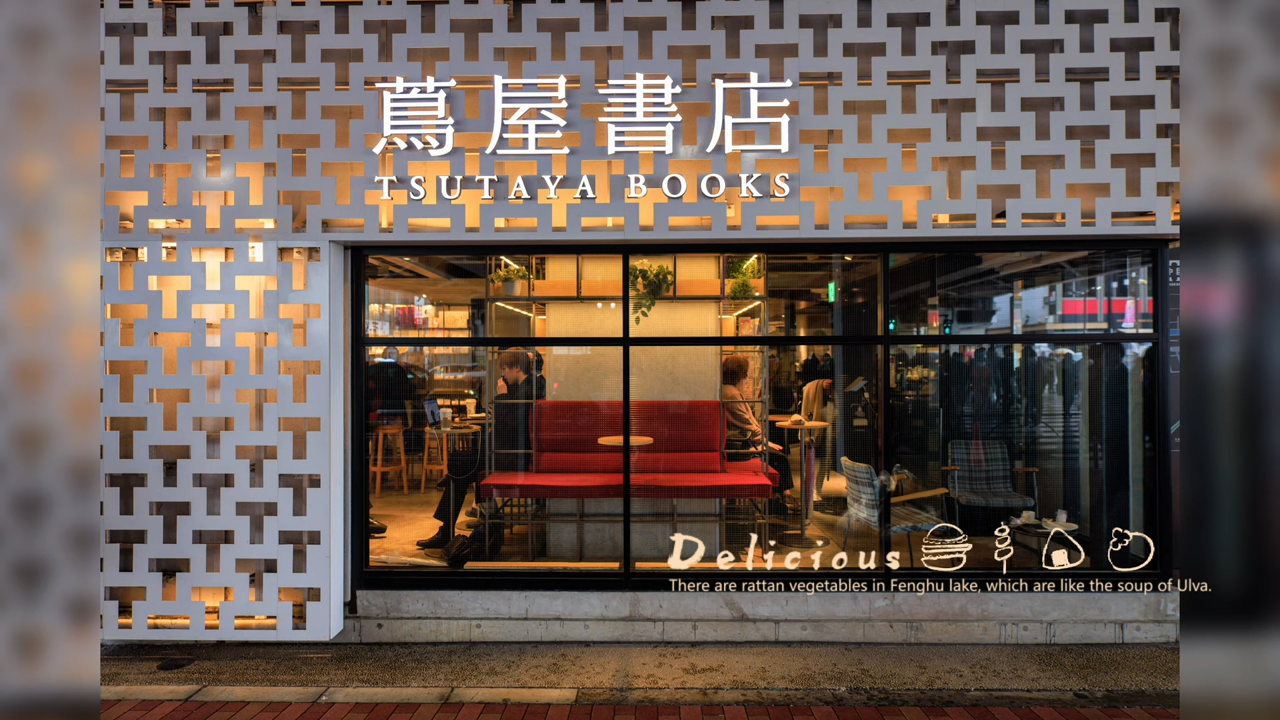 蔦屋書店
TSUTAYA BOOKS
Delicious
There are rattan vegetables in Fenghu lake, which are like the soup of Ulva.